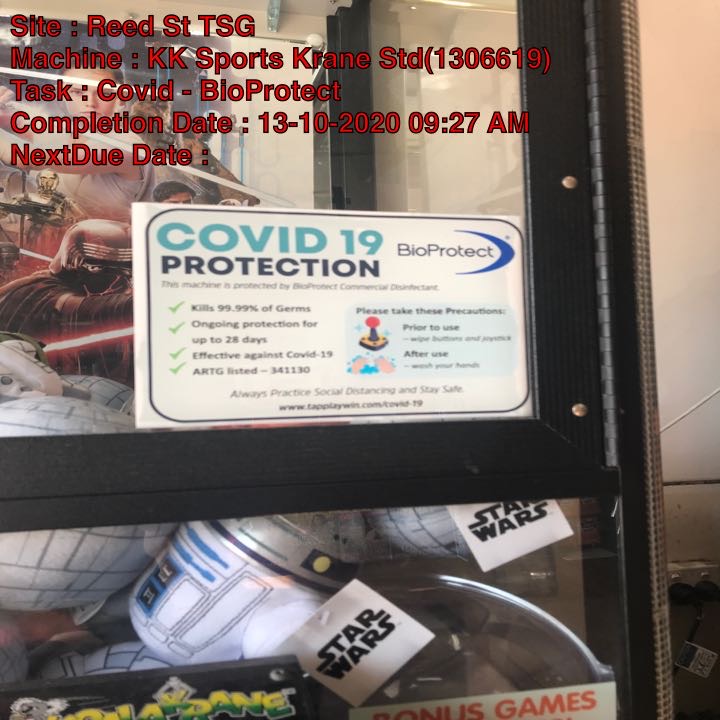 Site : Reed St TSG
Machine : KK Sports Krane Std(1306619)
Task : Covid - BioProtect
Completion Date : 13-10-2020 09:27 AM
NextDue Date :
COVID 19
PROTECTION
BioProtect
This machine is protected by BioProtect Commercial Disinfectant.
Kills 99.99% of Germs
Ongoing protection for
up to 28 days
Effective against Covid-19
ARTG listed – 341130
Please take these Precautions:
Prior to use
– wipe buttons and joystick
After use
– wash your hands
Always Practice Social Distancing and Stay Safe.
www.tapplaywin.com/covid-19
STAR
WARS
STAR
WARS
KRANE
BONUS GAMES